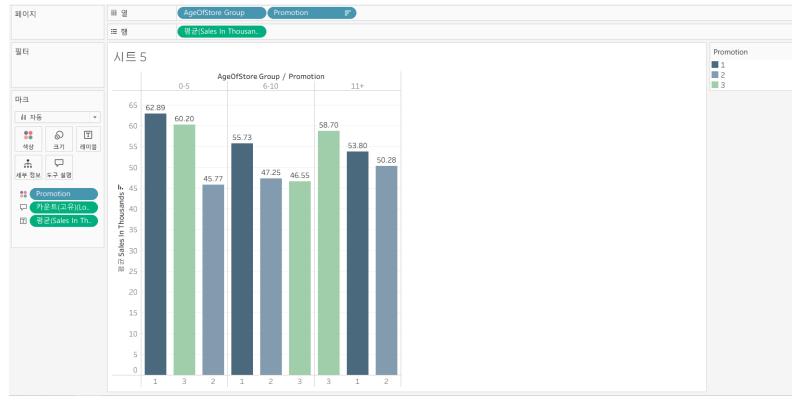 페이지
열
AgeOfStore Group
Promotion
행
평균(Sales In Thousan..
필터
마크
자동
색상
크기
레이블
세부 정보
도구 설명
Promotion
카운트(고유)(Lo..
평균(Sales In Th..
시트 5
AgeOfStore Group / Promotion
0-5
6-10
11+
65
60
55
50
45
40
35
30
25
20
15
10
5
0
평균 Sales In Thousands
62.89
60.20
45.77
55.73
47.25
46.55
58.70
53.80
50.28
1
3
2
1
2
3
3
1
2
Promotion
1
2
3